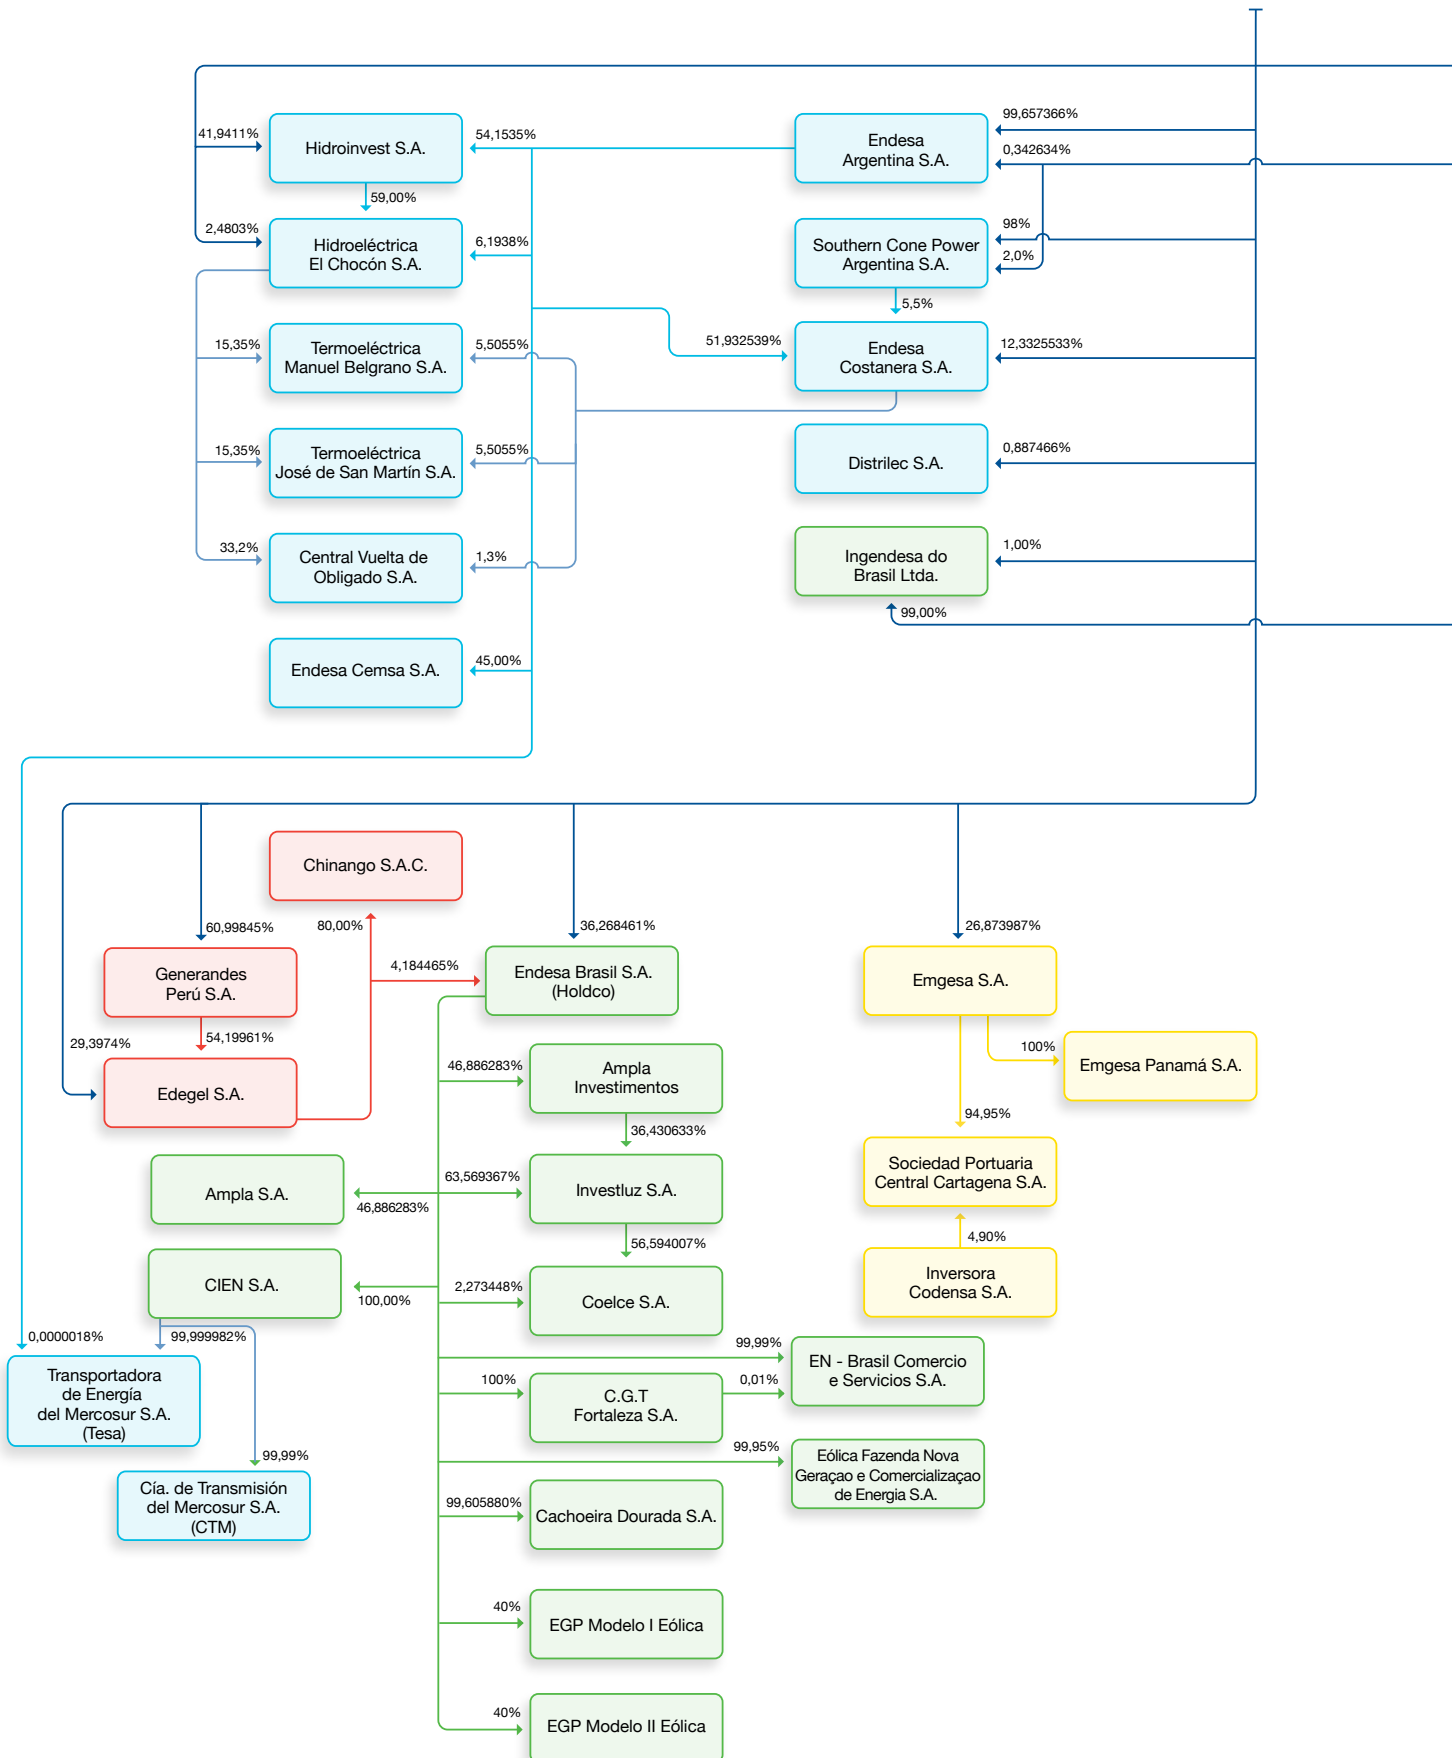 41,9411%
Hidroinvest S.A.
54,1535%
Endesa
Argentina S.A.
99,657366%
0,342634%
59,00%
2,4803%
Hidroeléctrica
El Chocón S.A.
6,1938%
Southern Cone Power
Argentina S.A.
98%
2,0%
5,5%
15,35%
Termoeléctrica
Manuel Belgrano S.A.
5,5055%
51,932539%
Endesa
Costanera S.A.
12,3325533%
15,35%
Termoeléctrica
José de San Martín S.A.
5,5055%
Distrilec S.A.
0,887466%
33,2%
Central Vuelta de
Obligado S.A.
1,3%
Ingendesa do
Brasil Ltda.
1,00%
99,00%
Endesa Cemsa S.A.
45,00%
Chinango S.A.C.
60,99845%
80,00%
36,268461%
26,873987%
Generandes
Perú S.A.
4,184465%
Endesa Brasil S.A.
(Holdco)
Emgesa S.A.
54,19961%
29,3974%
Edegel S.A.
46,886283%
Ampla
Investimentos
100%
Emgesa Panamá S.A.
36,430633%
94,95%
Ampla S.A.
46,886283%
63,569367%
Investluz S.A.
Sociedad Portuaria
Central Cartagena S.A.
56,594007%
4,90%
CIEN S.A.
100,00%
2,273448%
Coelce S.A.
Inversora
Codensa S.A.
0,0000018%
99,999982%
99,99%
EN - Brasil Comercio
e Servicios S.A.
Transportadora
de Energía
del Mercosur S.A.
(Tesa)
100%
C.G.T
Fortaleza S.A.
0,01%
99,95%
Eólica Fazenda Nova
Geraçao e Comercializaçao
de Energia S.A.
99,99%
Cía. de Transmisión
del Mercosur S.A.
(CTM)
99,605880%
Cachoeira Dourada S.A.
40%
EGP Modelo I Eólica
40%
EGP Modelo II Eólica